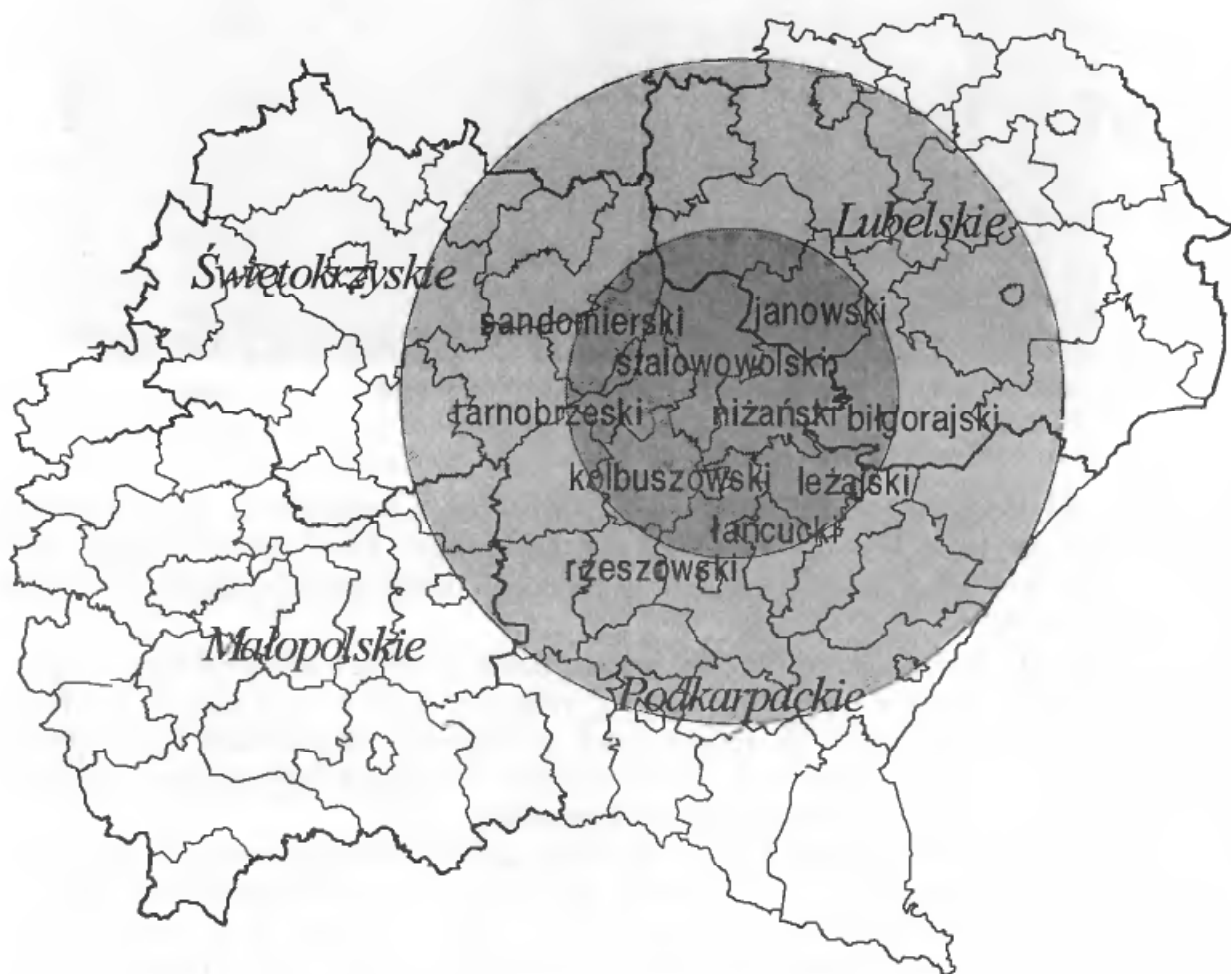 Lubelskie
Świętokrzyskie
sandomierski
janowski
stalowowolski
tarnobrzeski
niżański
biłgorajski
kolbuszowski
leżajski
łańcucki
rzeszowski
Małopolskie
Podkarpackie